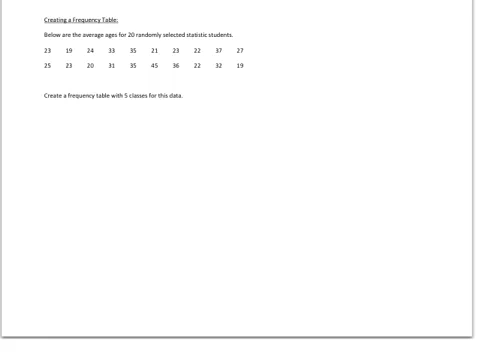 Creating a Frequency Table:
Below are the average ages for 20 randomly selected statistic students.
23 19 24 33 35 21 23 22 37 27
25 23 20 31 35 45 36 22 32 19
Create a frequency table with 5 classes for this data.